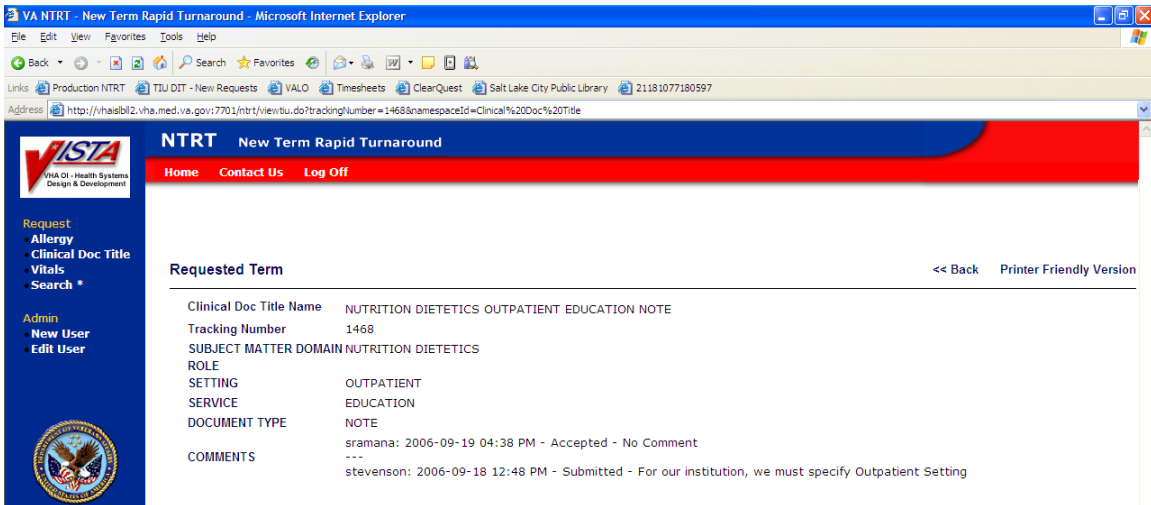 VA NTRT - New Term Rapid Turnaround - Microsoft Internet Explorer
File Edit View Favorites Tools Help
Back Search Favorites
Links Production NTRT TIU DIT - New Requests VALO Timesheets ClearQuest Salt Lake City Public Library 21181077180597
Address http://vhaislbll2.vha.med.va.gov:7701/ntrt/viewtiu.do?trackingNumber=1468&namespaceId=Clinical%20Doc%20Title
VISTA
VHA OI - Health Systems
Design & Development
NTRT New Term Rapid Turnaround
Home Contact Us Log Off
Request
Allergy
Clinical Doc Title
Vitals
Search *
Admin
New User
Edit User
Requested Term << Back Printer Friendly Version
Clinical Doc Title Name NUTRITION DIETETICS OUTPATIENT EDUCATION NOTE
Tracking Number 1468
SUBJECT MATTER DOMAIN NUTRITION DIETETICS
ROLE
SETTING OUTPATIENT
SERVICE EDUCATION
DOCUMENT TYPE NOTE
COMMENTS sramana: 2006-09-19 04:38 PM - Accepted - No Comment
---
stevenson: 2006-09-18 12:48 PM - Submitted - For our institution, we must specify Outpatient Setting